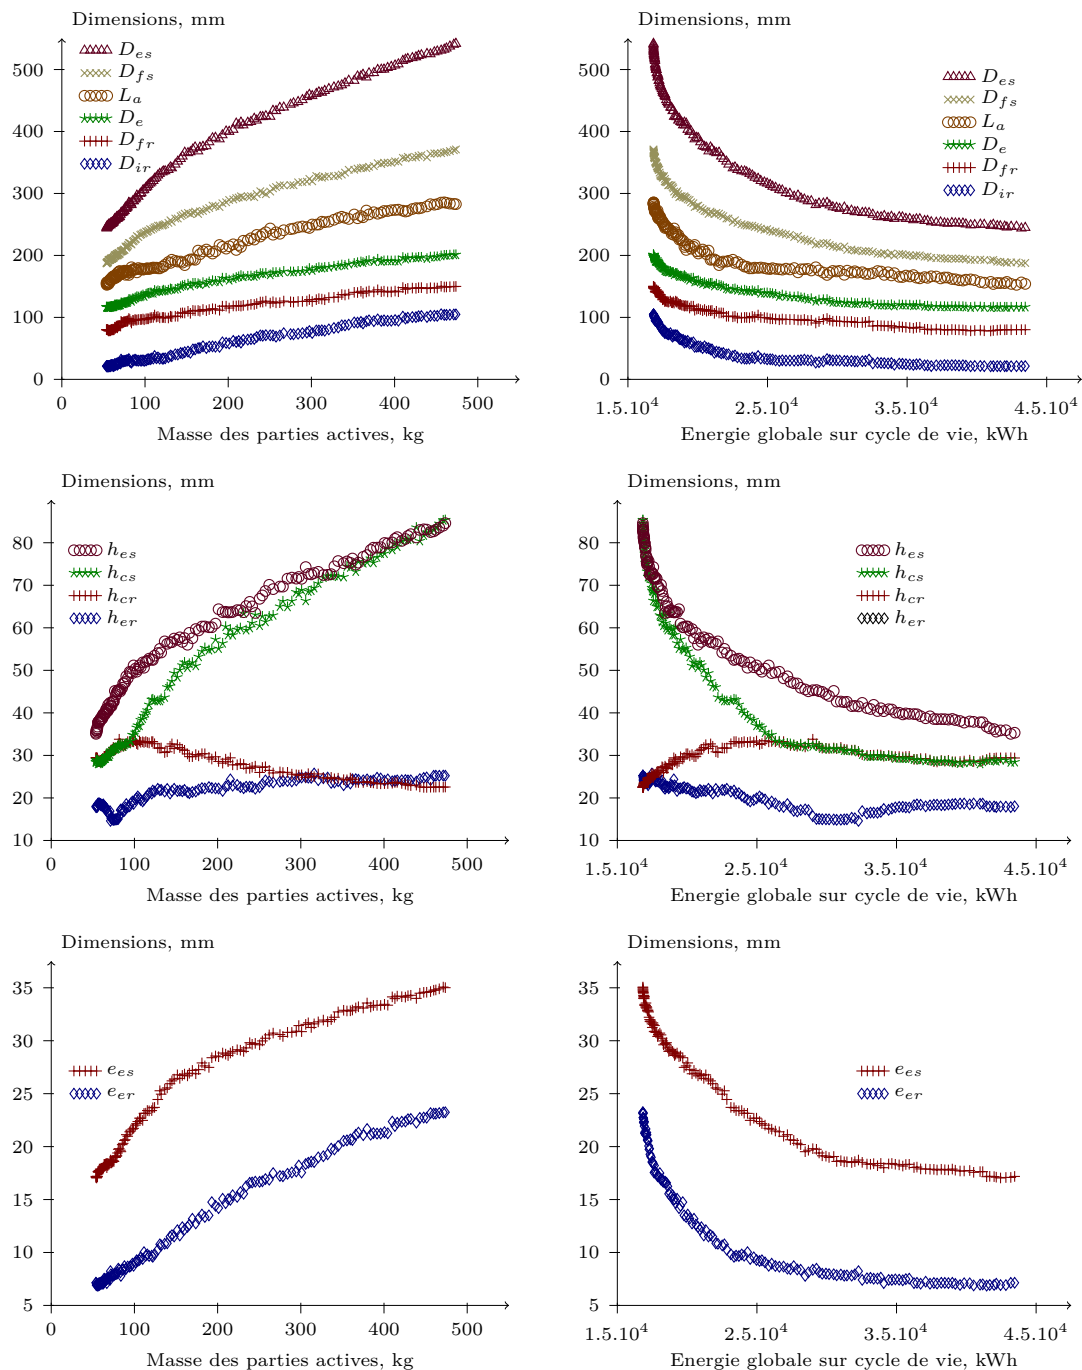 Dimensions, mm
500
400
300
200
100
0
D_es
D_fs
L_a
D_e
D_fr
D_ir
0 100 200 300 400 500
Masse des parties actives, kg
Dimensions, mm
500
400
300
200
100
0
D_es
D_fs
L_a
D_e
D_fr
D_ir
1.5.10^4 2.5.10^4 3.5.10^4 4.5.10^4
Energie globale sur cycle de vie, kWh
Dimensions, mm
80
70
60
50
40
30
20
10
h_es
h_cs
h_cr
h_er
0 100 200 300 400 500
Masse des parties actives, kg
Dimensions, mm
80
70
60
50
40
30
20
10
h_es
h_cs
h_cr
h_er
1.5.10^4 2.5.10^4 3.5.10^4 4.5.10^4
Energie globale sur cycle de vie, kWh
Dimensions, mm
35
30
25
20
15
10
5
e_es
e_er
0 100 200 300 400 500
Masse des parties actives, kg
Dimensions, mm
35
30
25
20
15
10
5
e_es
e_er
1.5.10^4 2.5.10^4 3.5.10^4 4.5.10^4
Energie globale sur cycle de vie, kWh